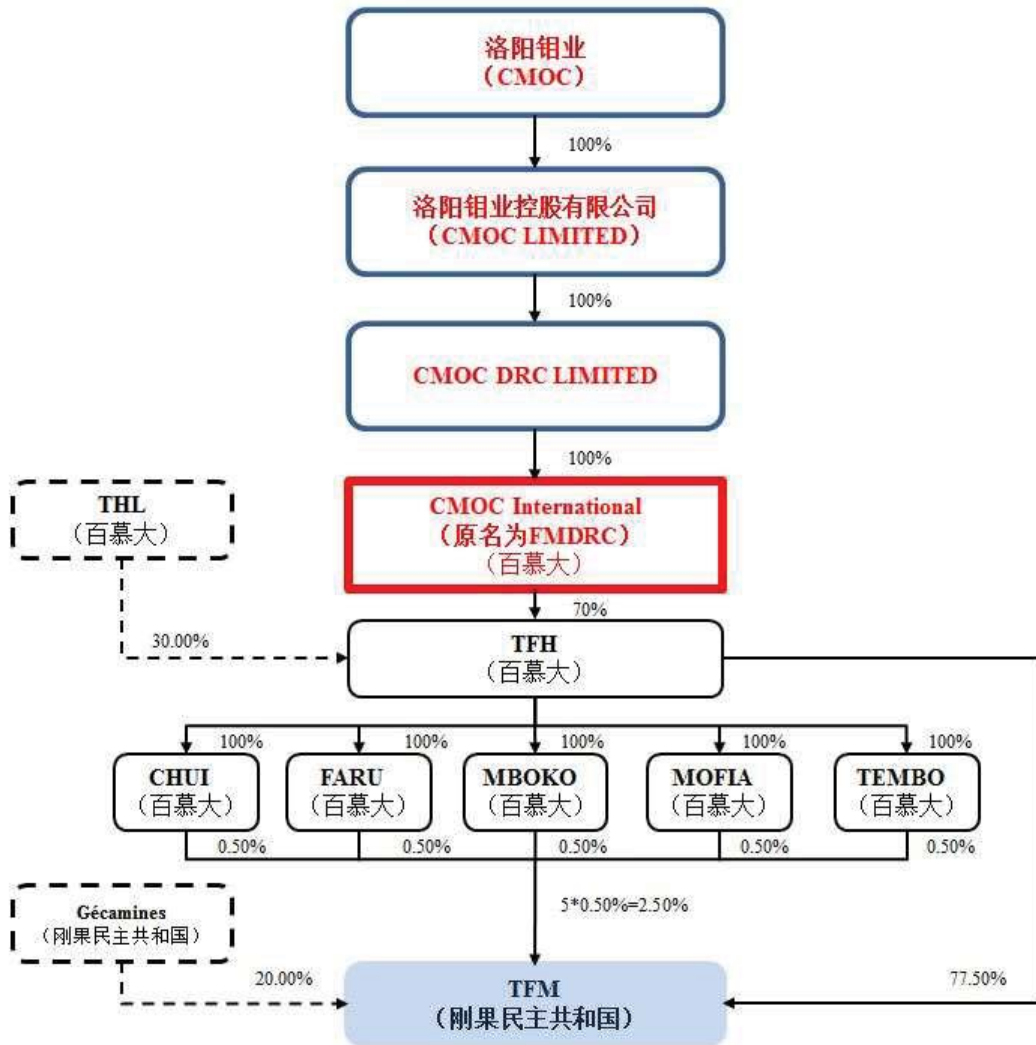 洛阳钼业
（CMOC）
100%
洛阳钼业控股有限公司
（CMOC LIMITED）
100%
CMOC DRC LIMITED
100%
THL
（百慕大）
CMOC International
（原名为FMDRC）
（百慕大）
70%
30.00%
TFH
（百慕大）
100%
100%
100%
100%
100%
CHUI
（百慕大）
FARU
（百慕大）
MBOKO
（百慕大）
MOFIA
（百慕大）
TEMBO
（百慕大）
0.50%
0.50%
0.50%
0.50%
0.50%
5*0.50%=2.50%
Gécamines
（刚果民主共和国）
20.00%
TFM
（刚果民主共和国）
77.50%